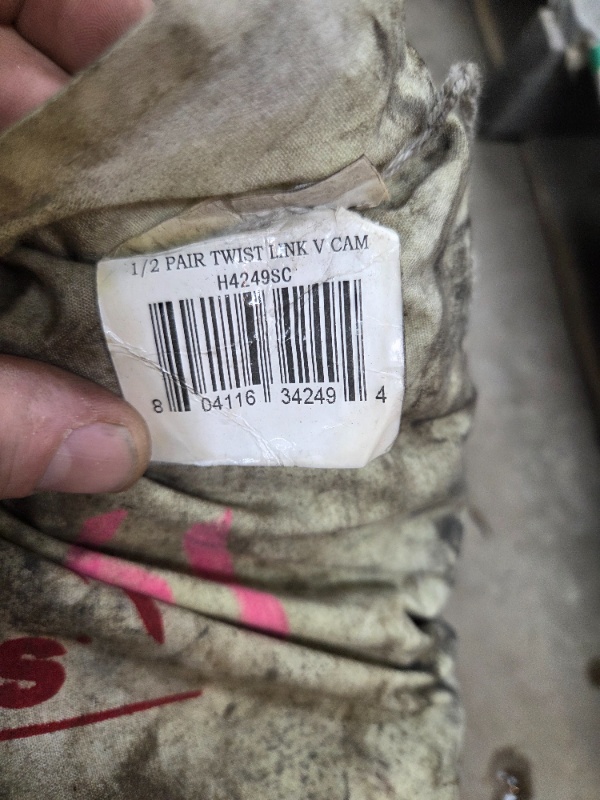 1/2 PAIR TWIST LINK V CAM
H4249SC
8 04116 34249 4
s